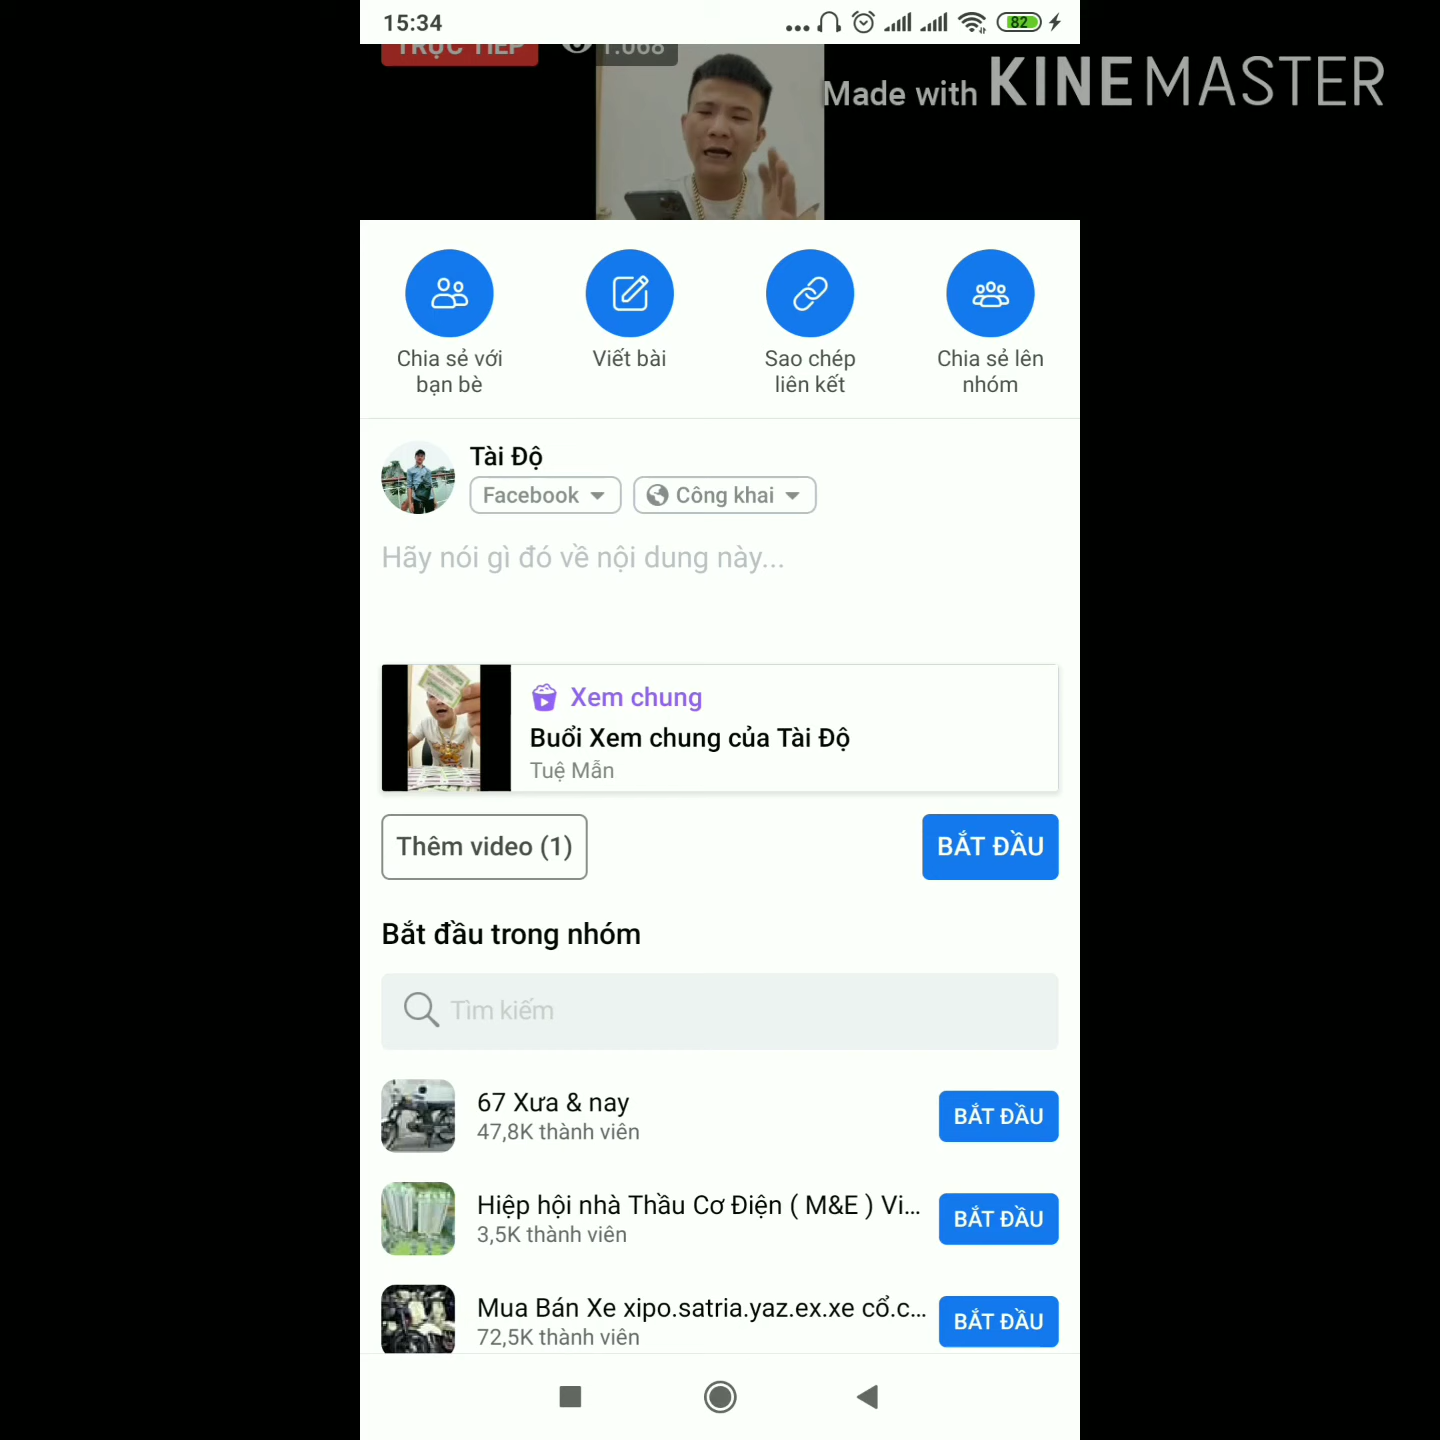 15:34
82
TRỰC TIẾP
1.068
Made with KINEMASTER
Chia sẻ với
bạn bè
Viết bài
Sao chép
liên kết
Chia sẻ lên
nhóm
Tài Độ
Facebook
Công khai
Hãy nói gì đó về nội dung này...
Xem chung
Buổi Xem chung của Tài Độ
Tuệ Mẫn
Thêm video (1)
BẮT ĐẦU
Bắt đầu trong nhóm
Tìm kiếm
67 Xưa & nay
47,8K thành viên
BẮT ĐẦU
Hiệp hội nhà Thầu Cơ Điện ( M&E ) Vi...
3,5K thành viên
BẮT ĐẦU
Mua Bán Xe xipo.satria.yaz.ex.xe cổ.c...
72,5K thành viên
BẮT ĐẦU